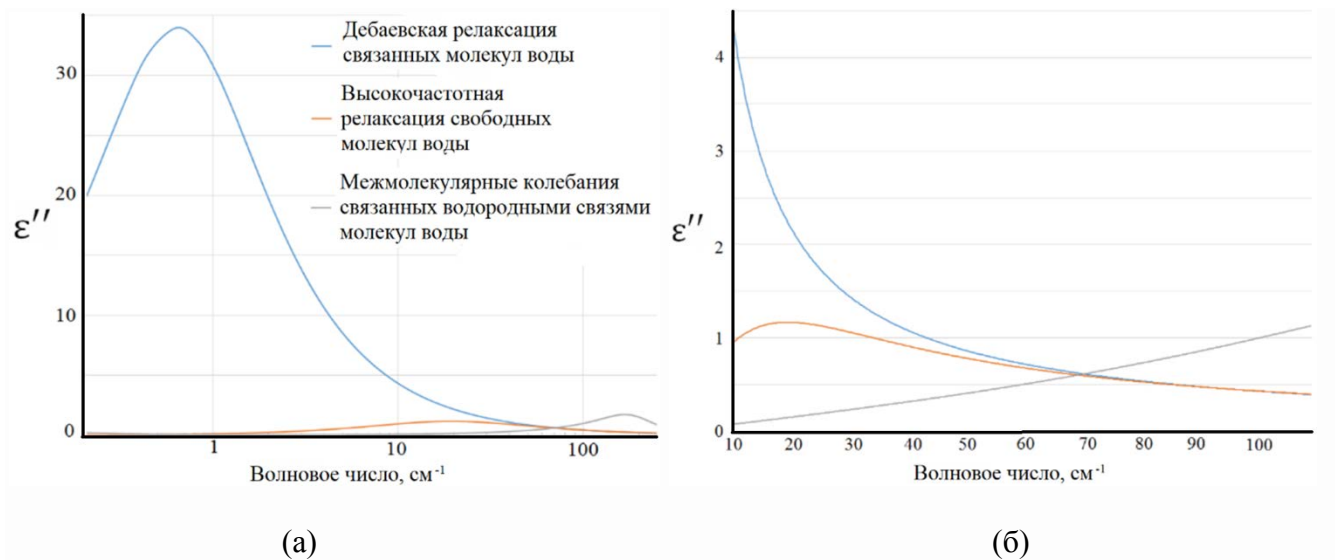 Дебаевская релаксация
связанных молекул воды
Высокочастотная
релаксация свободных
молекул воды
Межмолекулярные колебания
связанных водородными связями
молекул воды
ε′′
30
20
10
0
1
10
100
Волновое число, см⁻¹
(а)
ε′′
4
3
2
1
0
10 20 30 40 50 60 70 80 90 100
Волновое число, см⁻¹
(б)